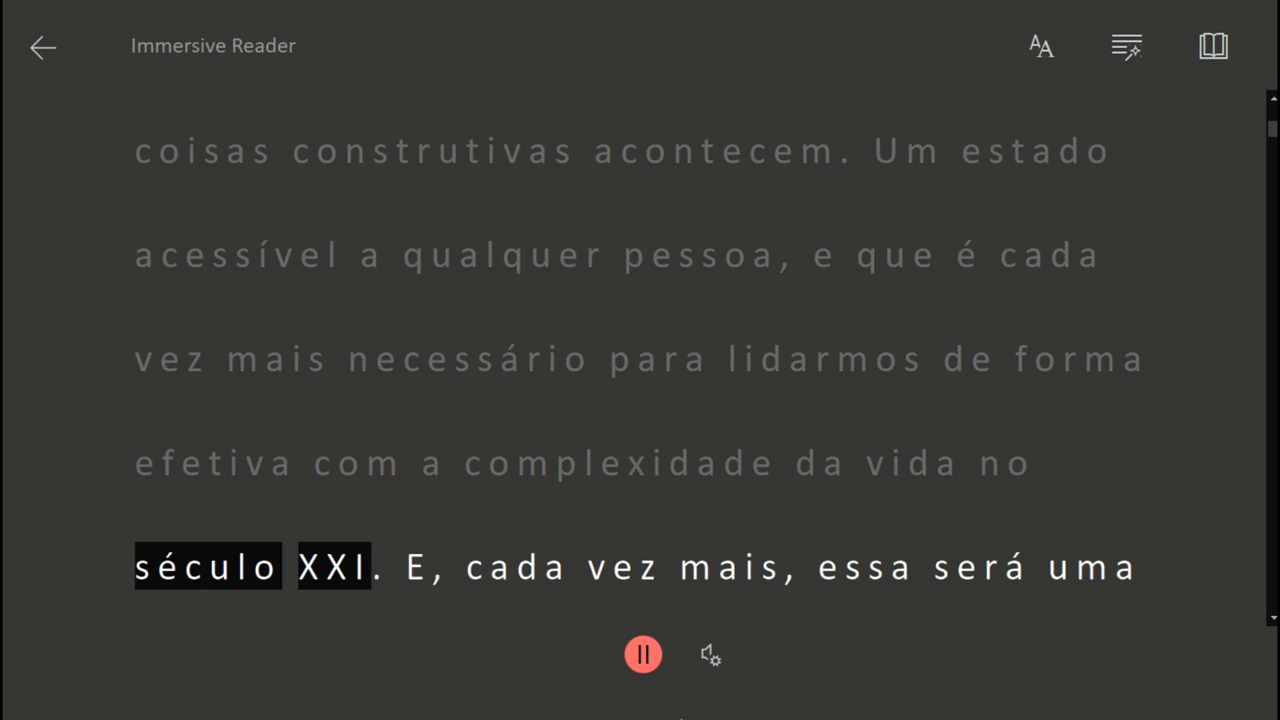 Immersive Reader
coisas construtivas acontecem. Um estado
acessível a qualquer pessoa, e que é cada
vez mais necessário para lidarmos de forma
efetiva com a complexidade da vida no
século XXI. E, cada vez mais, essa será uma